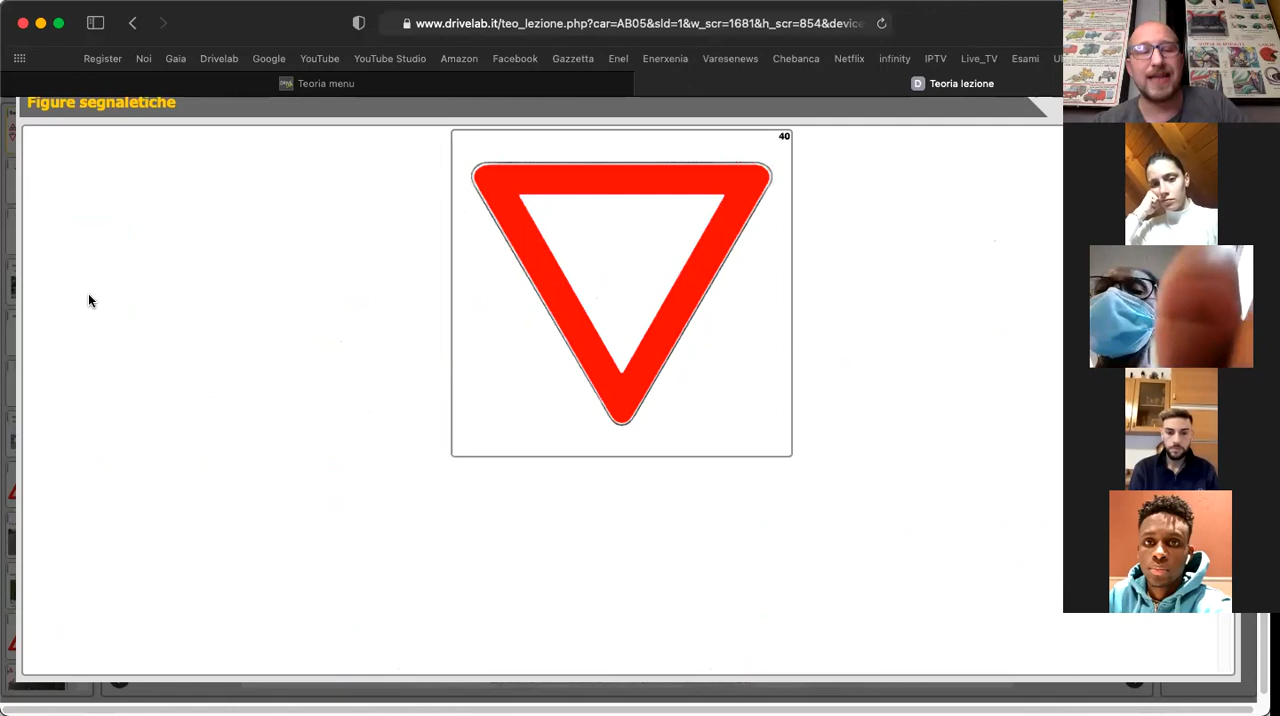 www.drivelab.it/teo_lezione.php?car=AB05&sld=1&w_scr=1681&h_scr=854&device
Register Noi Gaia Drivelab Google YouTube YouTube Studio Amazon Facebook Gazzetta Enel Enerxenia Varesenews Chebanca Netflix infinity IPTV Live_TV Esami
Teoria menu D Teoria lezione
Figure segnaletiche
40